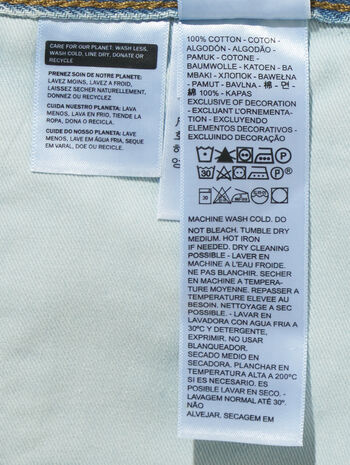 CARE FOR OUR PLANET: WASH LESS,
WASH COLD, LINE DRY, DONATE OR
RECYCLE
PRENEZ SOIN DE NOTRE PLANETE:
LAVEZ MOINS, LAVEZ A FROID,
LAISSEZ SECHER NATURELLEMENT,
DONNEZ OU RECYCLEZ
CUIDA NUESTRO PLANETA: LAVA
MENOS, LAVA EN FRIO, TIENDE LA
ROPA, DONA O RECICLA.
CUIDE DO NOSSO PLANETA: LAVE
MENOS, LAVE EM ÁGUA FRIA, SEQUE
EM VARAL, DOE OU RECICLE.
100% COTTON - COTON -
ALGODÓN - ALGODÃO -
PAMUK - COTONE -
BAUMWOLLE - KATOEN - BA
MBAKI - ХЛОПОК - BAWEŁNA
- PAMUT - BAVLNA - 棉 - 면 -
綿 100% - KAPAS
EXCLUSIVE OF DECORATION
- EXCLUANT L'ORNEMENTA-
TION - EXCLUYENDO
ELEMENTOS DECORATIVOS -
EXCLUINDO DECORAÇÃO -
30 P
30 P®
30
MACHINE WASH COLD. DO
NOT BLEACH. TUMBLE DRY
MEDIUM. HOT IRON
IF NEEDED. DRY CLEANING
POSSIBLE - LAVER EN
MACHINE A L'EAU FROIDE.
NE PAS BLANCHIR. SECHER
EN MACHINE A TEMPERA-
TURE MOYENNE. REPASSER A
TEMPERATURE ELEVEE AU
BESOIN. NETTOYAGE A SEC
POSSIBLE. - LAVAR EN
LAVADORA CON AGUA FRIA A
30ºC Y DETERGENTE,
EXPRIMIR. NO USAR
BLANQUEADOR.
SECADO MEDIO EN
SECADORA. PLANCHAR EN
TEMPERATURA ALTA A 200°C
SI ES NECESARIO. ES
POSIBLE LAVAR EN SECO. -
LAVAGEM NORMAL ATÉ 30°.
NÃO
ALVEJAR. SECAGEM EM